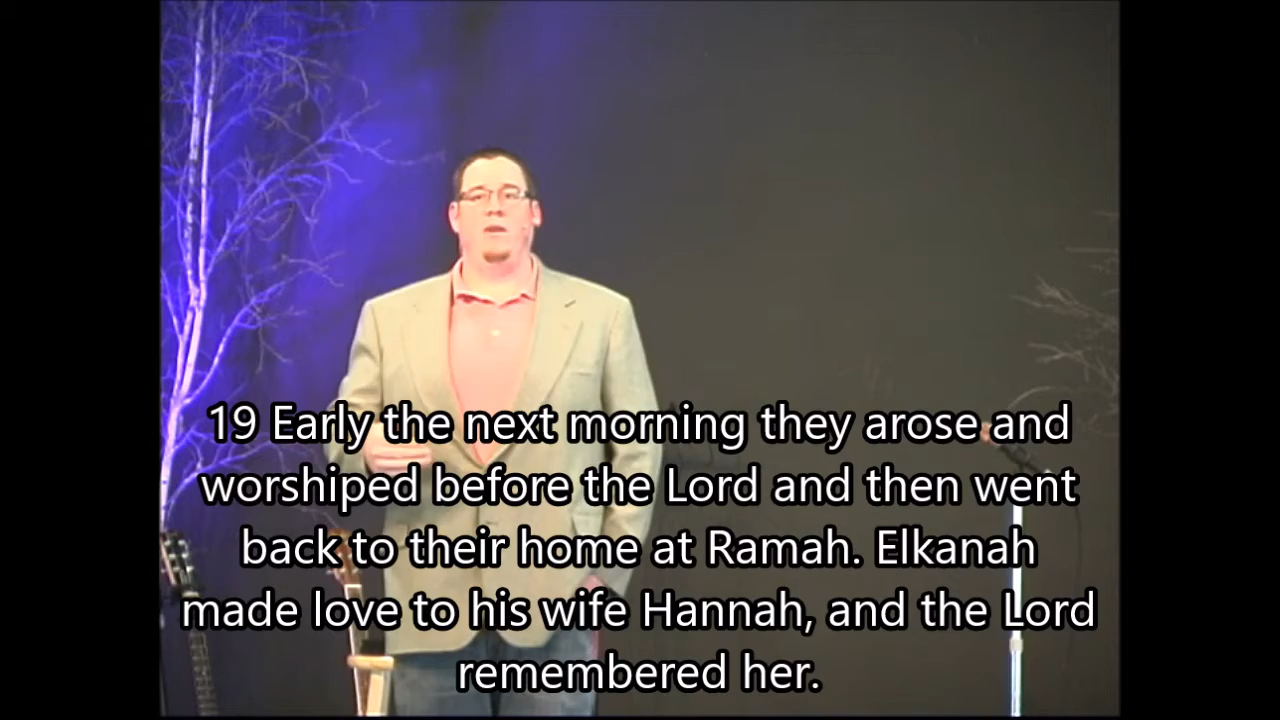 19 Early the next morning they arose and
worshiped before the Lord and then went
back to their home at Ramah. Elkanah
made love to his wife Hannah, and the Lord
remembered her.